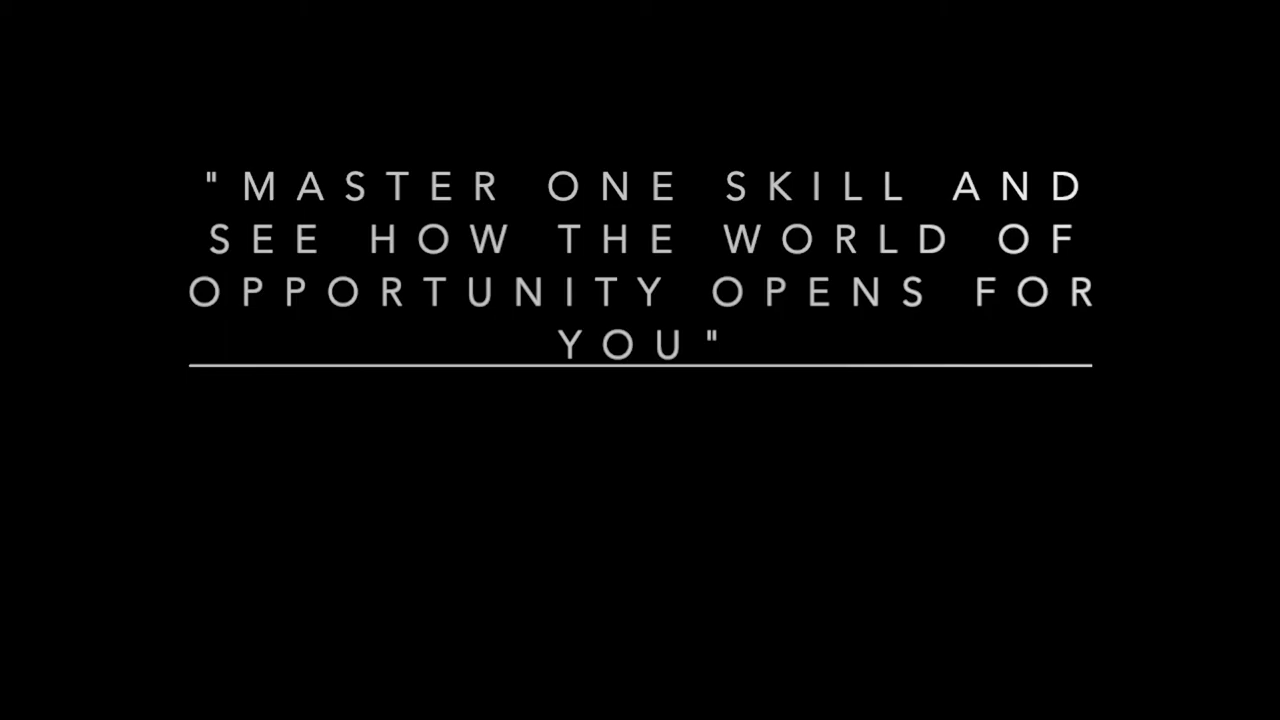 "MASTER ONE SKILL AND
SEE HOW THE WORLD OF
OPPORTUNITY OPENS FOR
YOU"